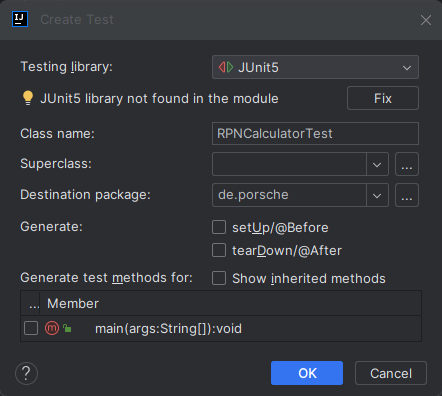 IJ Create Test
Testing library: JUnit5
JUnit5 library not found in the module Fix
Class name: RPNCalculatorTest
Superclass: ...
Destination package: de.porsche ...
Generate: setUp/@Before
tearDown/@After
Generate test methods for: Show inherited methods
... Member
m main(args:String[]):void
? OK Cancel